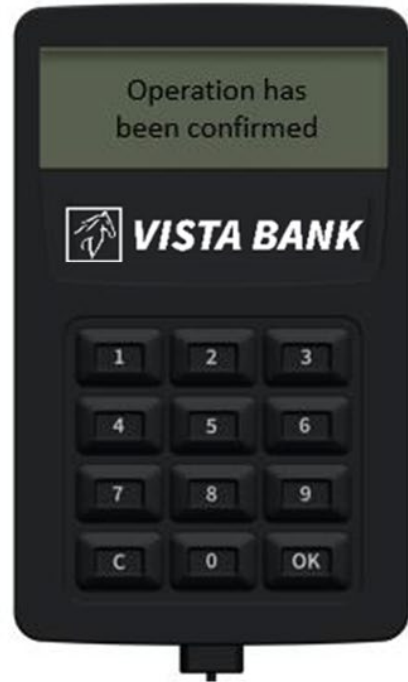 Operation has
been confirmed
VISTA BANK
1 2 3
4 5 6
7 8 9
C 0 OK